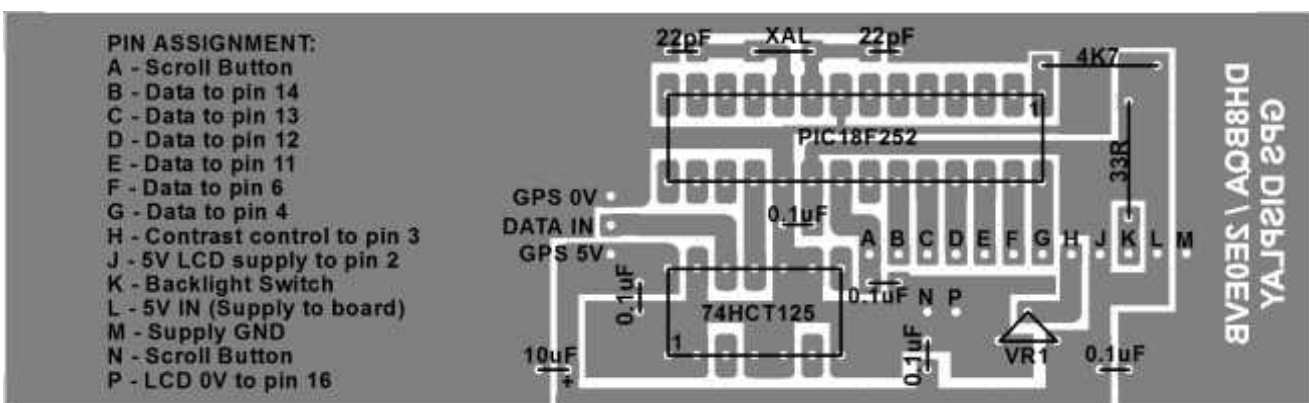 PIN ASSIGNMENT:
A - Scroll Button
B - Data to pin 14
C - Data to pin 13
D - Data to pin 12
E - Data to pin 11
F - Data to pin 6
G - Data to pin 4
H - Contrast control to pin 3
J - 5V LCD supply to pin 2
K - Backlight Switch
L - 5V IN (Supply to board)
M - Supply GND
N - Scroll Button
P - LCD 0V to pin 16
22pF XAL 22pF
4K7
1
PIC18F252
33R
GPS 0V
DATA IN
GPS 5V
0.1uF
A B C D E F G H J K L M
0.1uF
0.1uF N P
74HCT125
1
10uF
+
0.1uF
VR1
0.1uF
GPS DISPLAY
DH8BQA / 2E0EVB